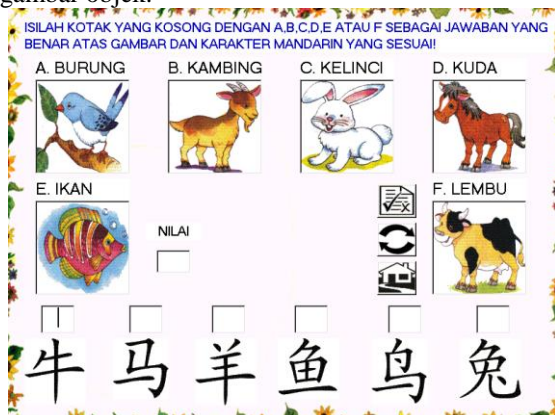 gambar objek.
ISILAH KOTAK YANG KOSONG DENGAN A,B,C,D,E ATAU F SEBAGAI JAWABAN YANG
BENAR ATAS GAMBAR DAN KARAKTER MANDARIN YANG SESUAI!
A. BURUNG B. KAMBING C. KELINCI D. KUDA
E. IKAN F. LEMBU
NILAI
牛 马 羊 鱼 鸟 兔